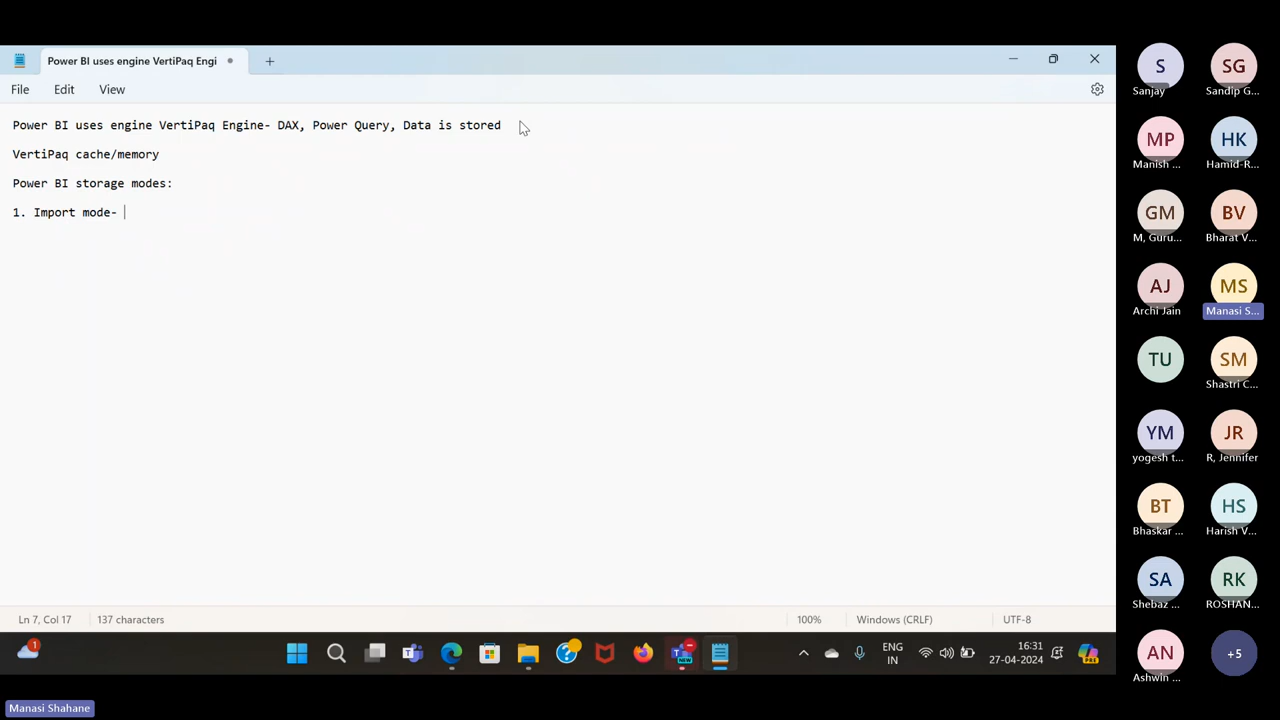 Power BI uses engine VertiPaq Engi
File Edit View
Power BI uses engine VertiPaq Engine- DAX, Power Query, Data is stored
VertiPaq cache/memory
Power BI storage modes:
1. Import mode-
Ln 7, Col 17 137 characters 100% Windows (CRLF) UTF-8
1
NEW
ENG
IN
16:31
27-04-2024
PRE
S SG
Sanjay Sandip G...
MP HK
Manish ... Hamid-R...
GM BV
M, Guru... Bharat V...
AJ MS
Archi Jain Manasi S...
TU SM
Shastri C...
YM JR
yogesh t... R, Jennifer
BT HS
Bhaskar ... Harish V...
SA RK
Shebaz ... ROSHAN...
AN +5
Ashwin ...
Manasi Shahane